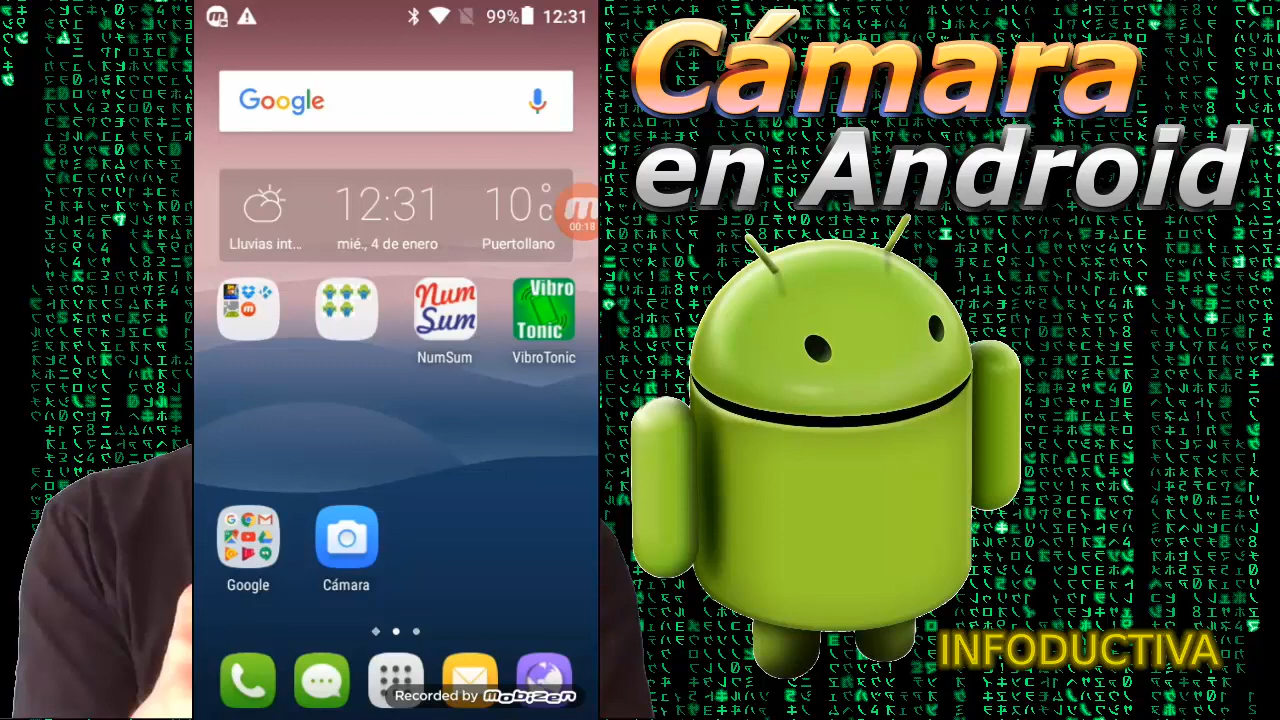 99% 12:31
Google
12:31 10°
00:18
Lluvias int... mié., 4 de enero Puertollano
Num Sum
Vibro Tonic
NumSum VibroTonic
Google Cámara
Recorded by mobizen
Cámara
en Android
INFODUCTIVA